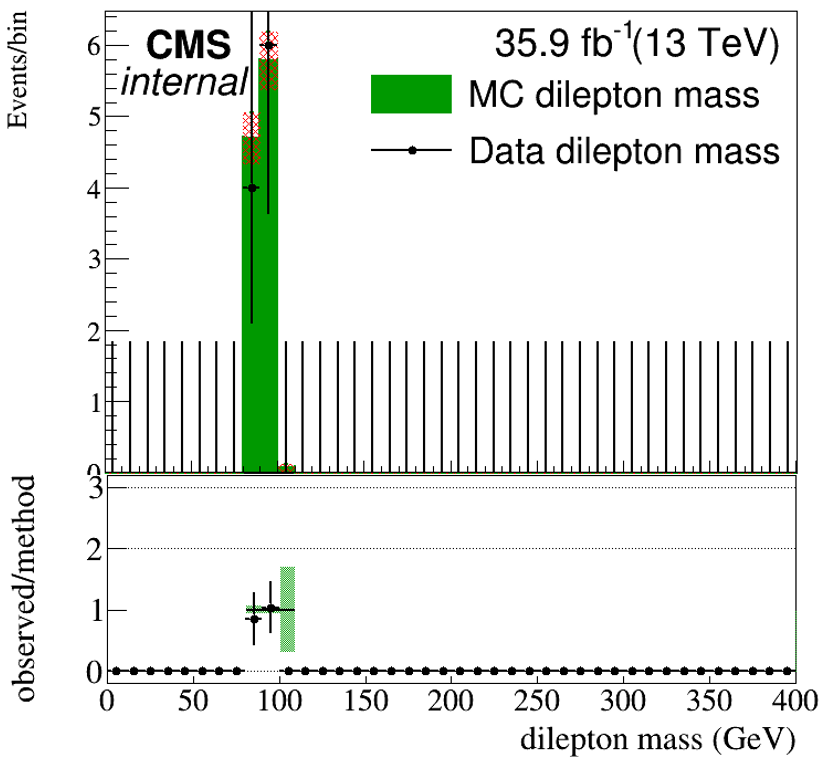 CMS
internal
35.9 fb⁻¹(13 TeV)
MC dilepton mass
Data dilepton mass
Events/bin
6
5
4
3
2
1
0
observed/method
3
2
1
0
0 50 100 150 200 250 300 350 400
dilepton mass (GeV)